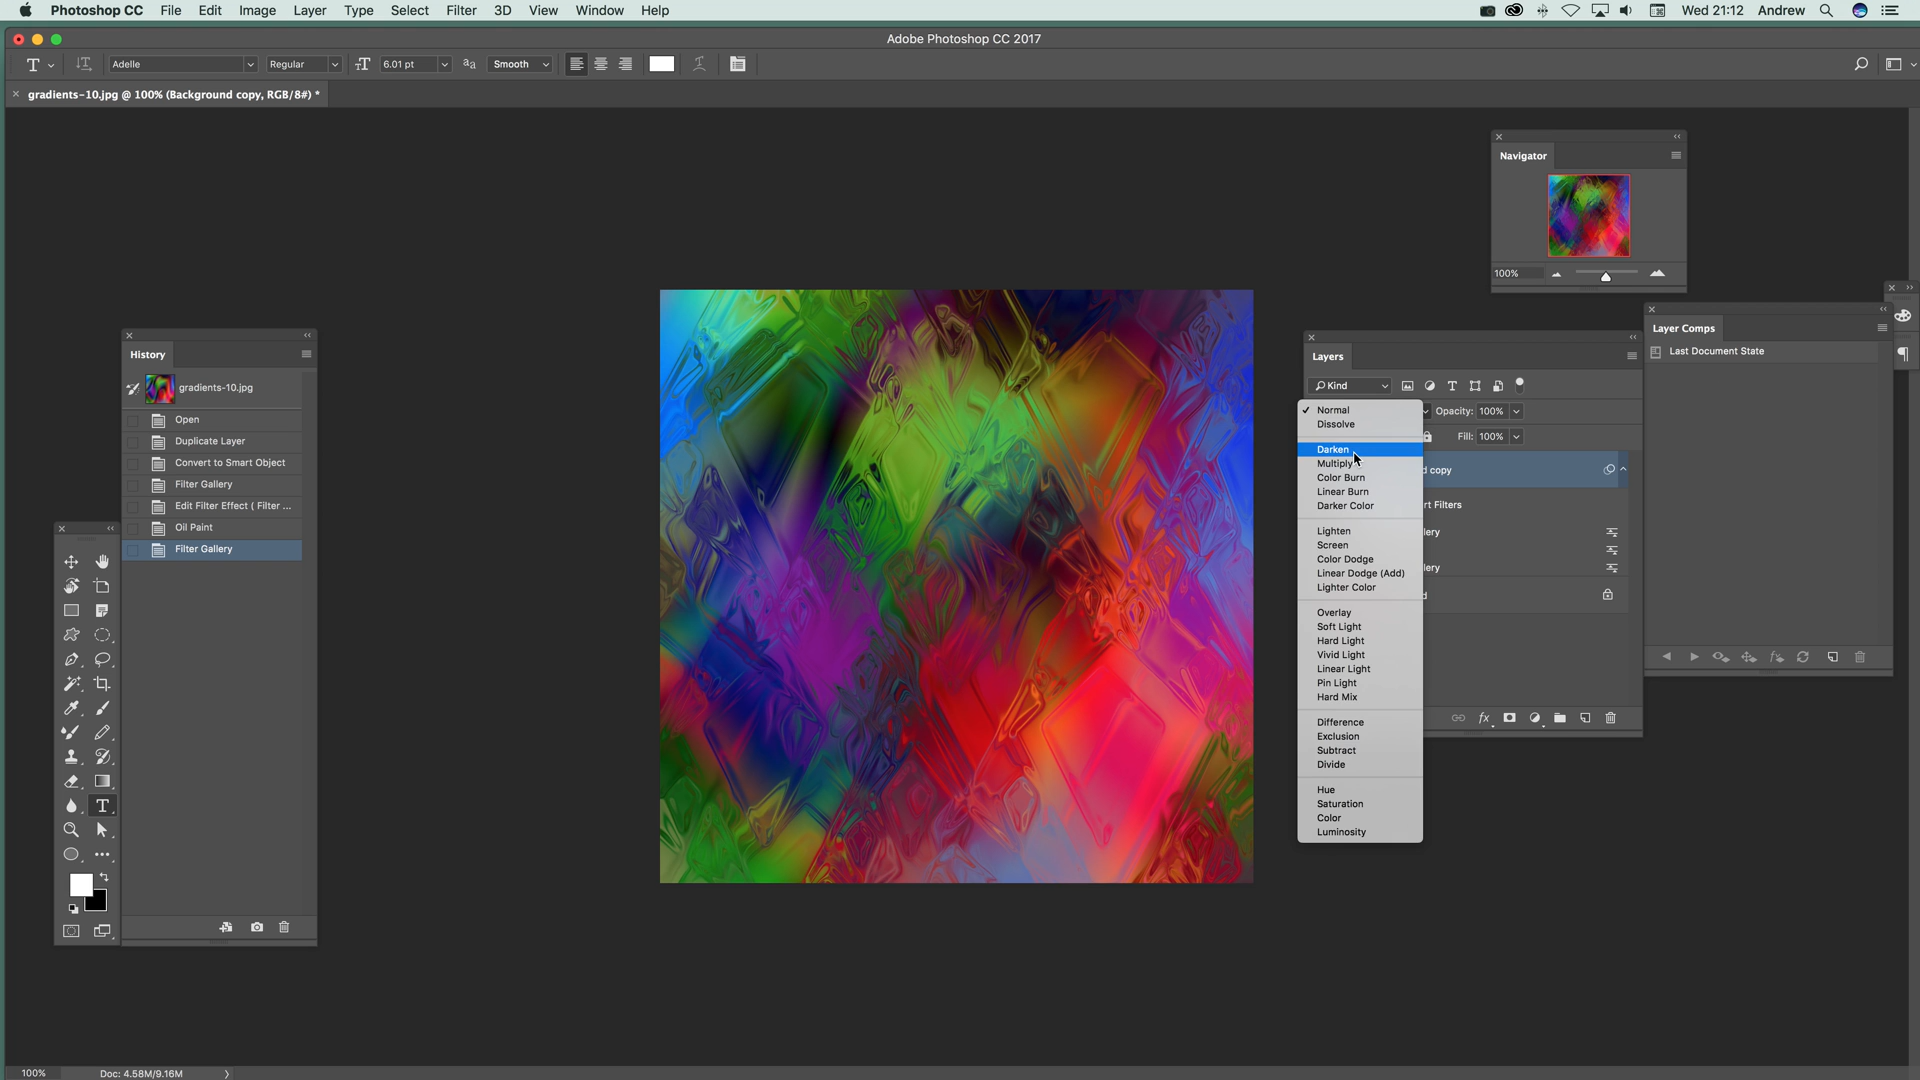 Photoshop CC File Edit Image Layer Type Select Filter 3D View Window Help Wed 21:12 Andrew
Adobe Photoshop CC 2017
Adelle Regular 6.01 pt Smooth
gradients-10.jpg @ 100% (Background copy, RGB/8#) *
Navigator
100%
History
gradients-10.jpg
Open
Duplicate Layer
Convert to Smart Object
Filter Gallery
Edit Filter Effect ( Filter ...
Oil Paint
Filter Gallery
Layers
Kind
Opacity: 100%
Fill: 100%
d copy
rt Filters
lery
lery
d
Normal
Dissolve
Darken
Multiply
Color Burn
Linear Burn
Darker Color
Lighten
Screen
Color Dodge
Linear Dodge (Add)
Lighter Color
Overlay
Soft Light
Hard Light
Vivid Light
Linear Light
Pin Light
Hard Mix
Difference
Exclusion
Subtract
Divide
Hue
Saturation
Color
Luminosity
Layer Comps
Last Document State
100% Doc: 4.58M/9.16M